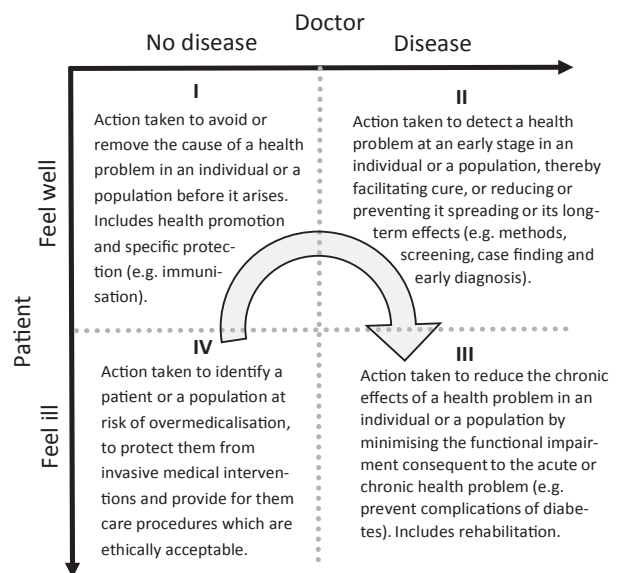 Doctor
No disease
Disease
Patient
Feel well
Feel ill
I
Action taken to avoid or
remove the cause of a health
problem in an individual or a
population before it arises.
Includes health promotion
and specific protec-
tion (e.g. immuni-
sation).
II
Action taken to detect a health
problem at an early stage in an
individual or a population, thereby
facilitating cure, or reducing or
preventing it spreading or its long-
term effects (e.g. methods,
screening, case finding and
early diagnosis).
IV
Action taken to identify a
patient or a population at
risk of overmedicalisation,
to protect them from
invasive medical interven-
tions and provide for them
care procedures which are
ethically acceptable.
III
Action taken to reduce the chronic
effects of a health problem in an
individual or a population by
minimising the functional impair-
ment consequent to the acute or
chronic health problem (e.g.
prevent complications of diabe-
tes). Includes rehabilitation.